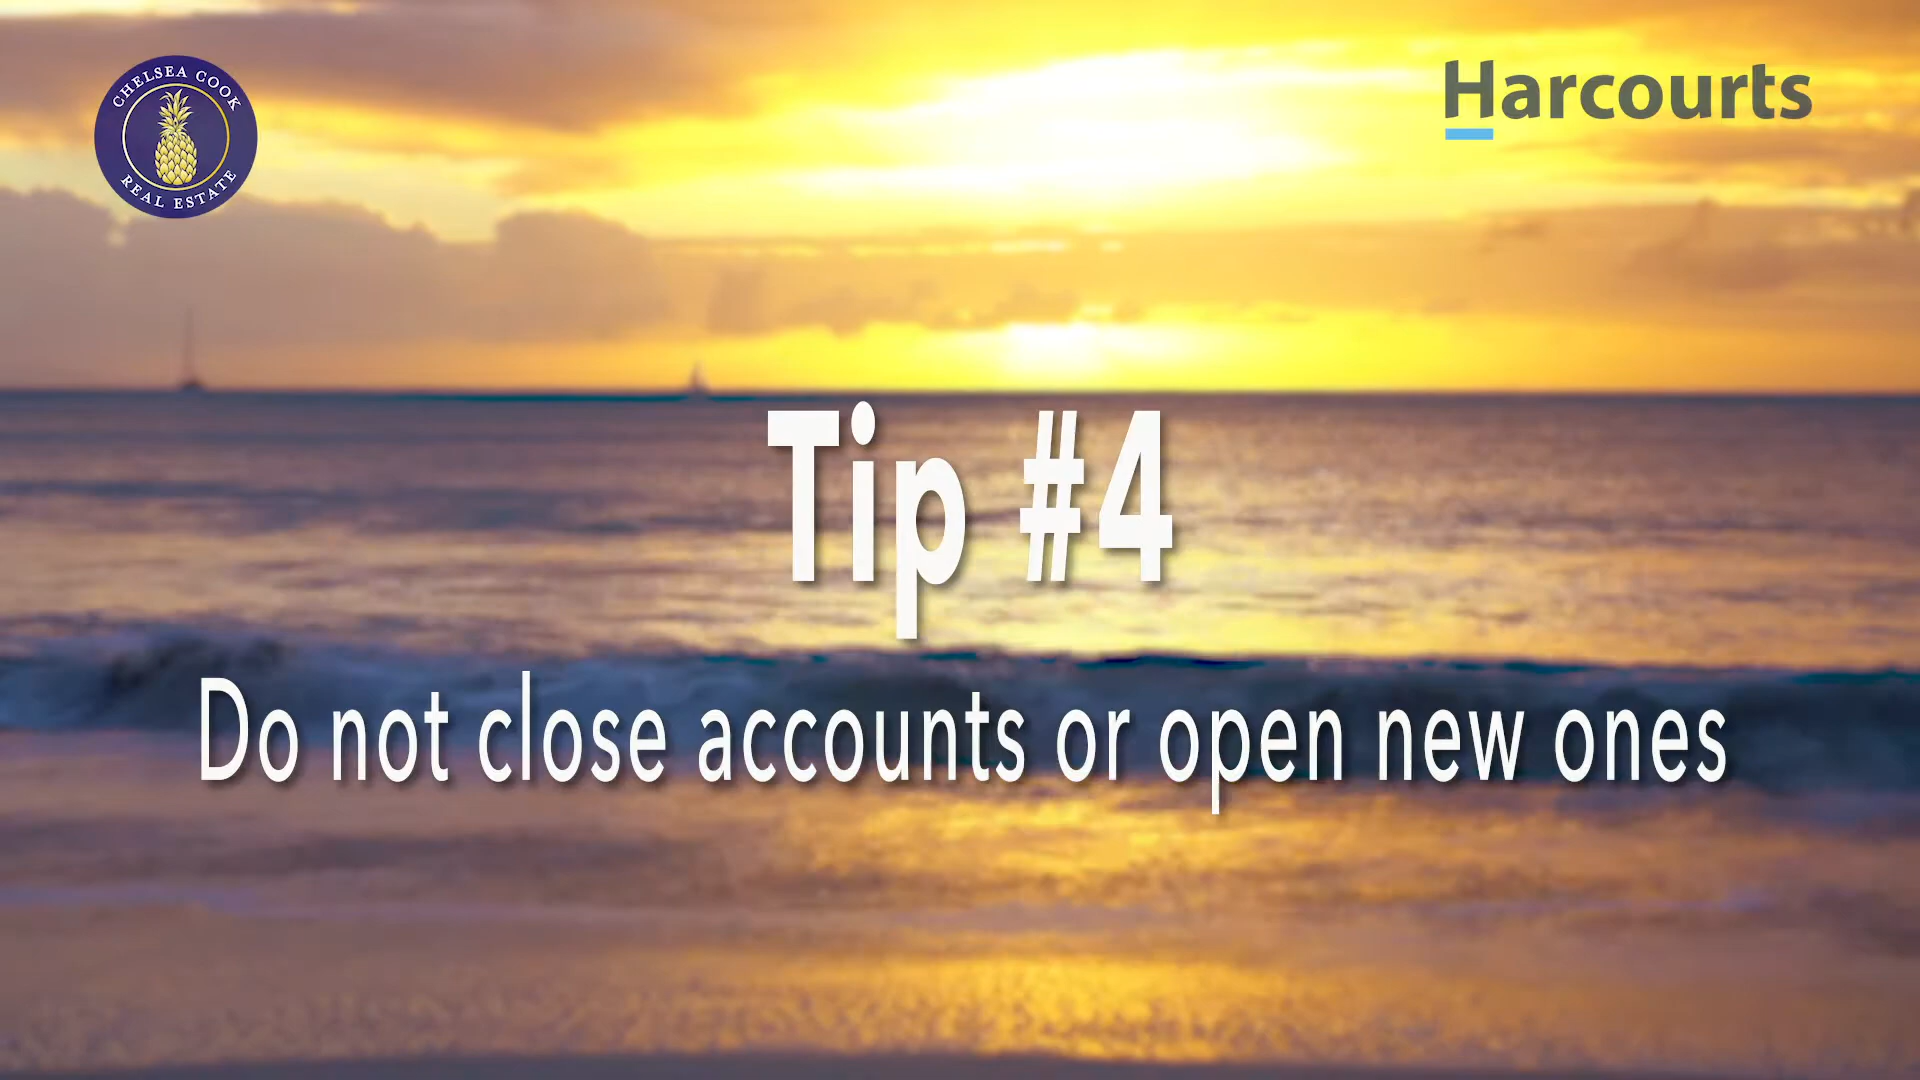 CHELSEA COOK
REAL ESTATE
Harcourts
Tip #4
Do not close accounts or open new ones